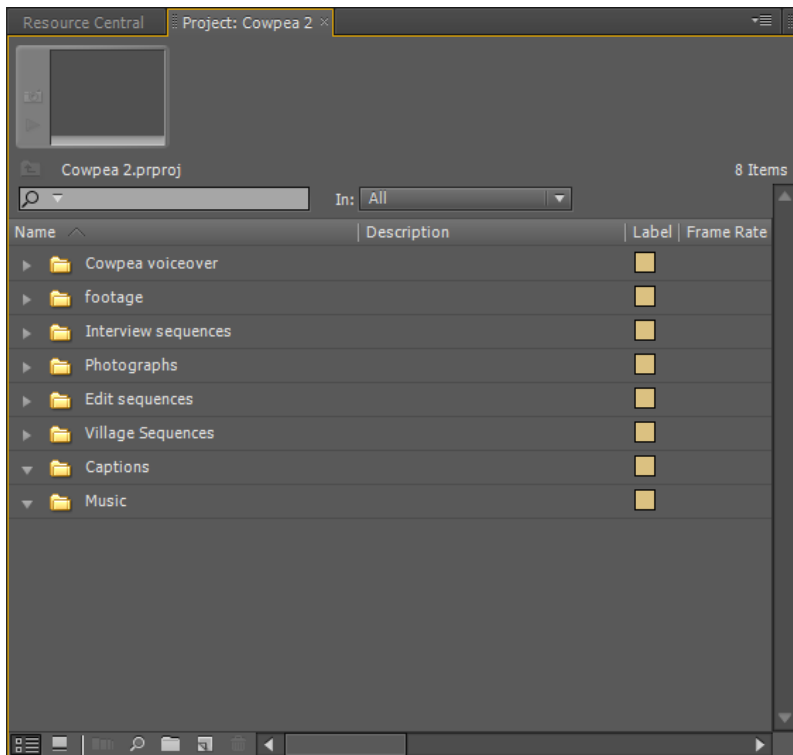 Resource Central Project: Cowpea 2
Cowpea 2.prproj 8 Items
In: All
Name Description Label Frame Rate
Cowpea voiceover
footage
Interview sequences
Photographs
Edit sequences
Village Sequences
Captions
Music